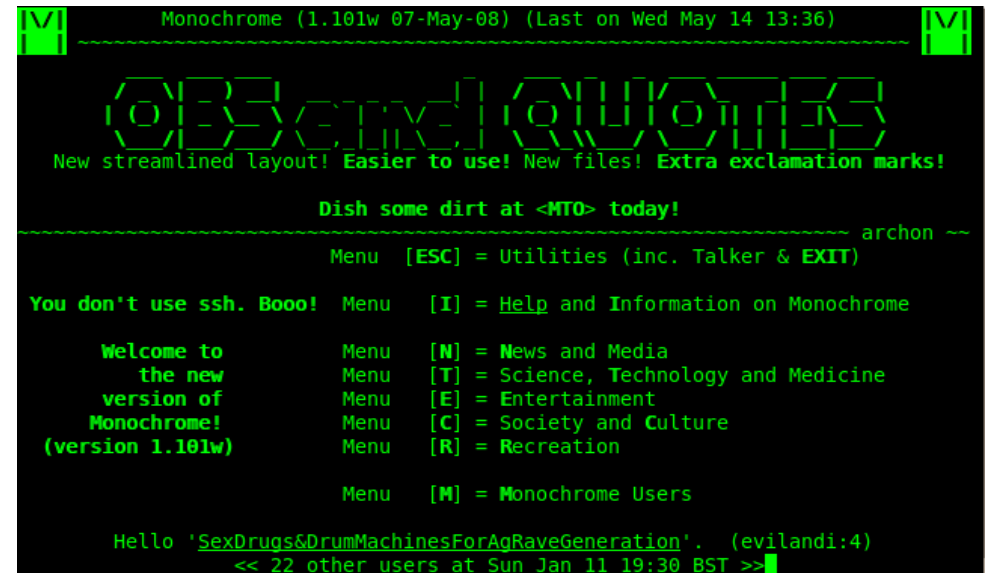 Monochrome (1.101w 07-May-08) (Last on Wed May 14 13:36)
OBS and QUOTES
New streamlined layout! Easier to use! New files! Extra exclamation marks!
Dish some dirt at <MTO> today!
archon
Menu [ESC] = Utilities (inc. Talker & EXIT)
You don't use ssh. Booo! Menu [I] = Help and Information on Monochrome
Welcome to Menu [N] = News and Media
the new Menu [T] = Science, Technology and Medicine
version of Menu [E] = Entertainment
Monochrome! Menu [C] = Society and Culture
(version 1.101w) Menu [R] = Recreation
Menu [M] = Monochrome Users
Hello 'SexDrugs&DrumMachinesForAgRaveGeneration'. (evilandi:4)
<< 22 other users at Sun Jan 11 19:30 BST >>